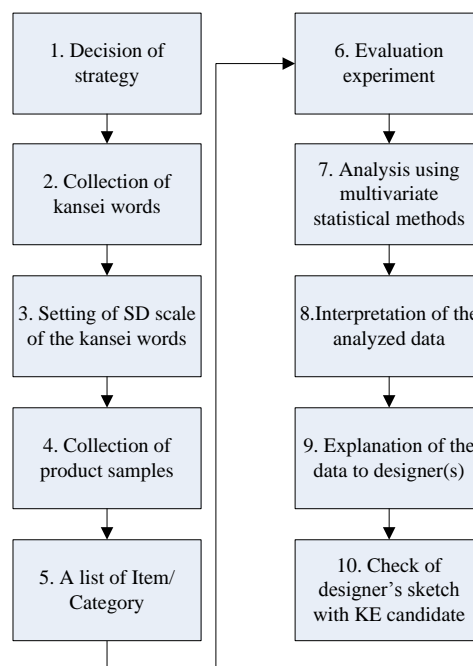 1. Decision of
strategy
2. Collection of
kansei words
3. Setting of SD scale
of the kansei words
4. Collection of
product samples
5. A list of Item/
Category
6. Evaluation
experiment
7. Analysis using
multivariate
statistical methods
8.Interpretation of the
analyzed data
9. Explanation of the
data to designer(s)
10. Check of
designer’s sketch
with KE candidate